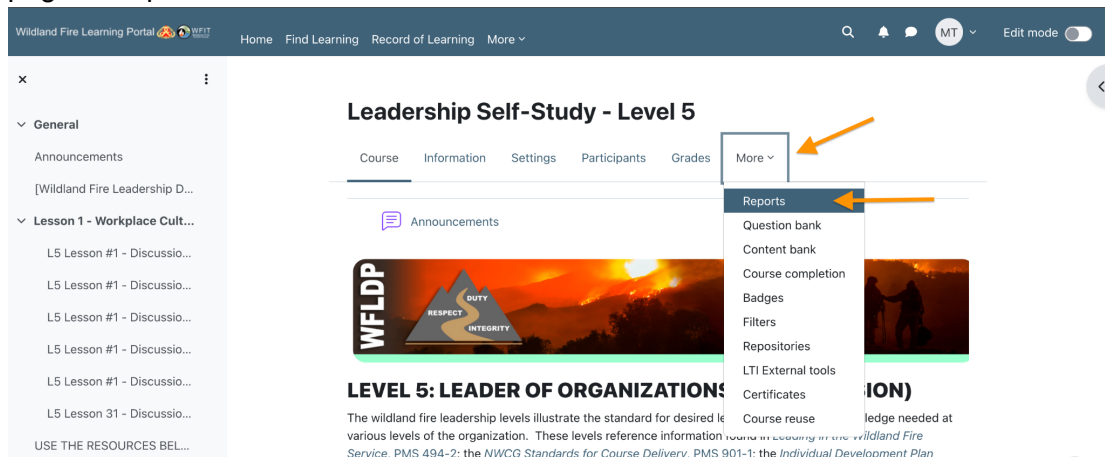 Wildland Fire Learning Portal WFIT
Home Find Learning Record of Learning More
MT
Edit mode
General
Announcements
[Wildland Fire Leadership D...
Lesson 1 - Workplace Cult...
L5 Lesson #1 - Discussio...
L5 Lesson #1 - Discussio...
L5 Lesson #1 - Discussio...
L5 Lesson #1 - Discussio...
L5 Lesson #1 - Discussio...
L5 Lesson 31 - Discussio...
USE THE RESOURCES BEL...
Leadership Self-Study - Level 5
Course Information Settings Participants Grades More
Reports
Question bank
Content bank
Course completion
Badges
Filters
Repositories
LTI External tools
Certificates
Course reuse
Announcements
WFLDP
DUTY
RESPECT
INTEGRITY
LEVEL 5: LEADER OF ORGANIZATIONS ION)
The wildland fire leadership levels illustrate the standard for desired le ledge needed at
various levels of the organization. These levels reference information found in Leading in the Wildland Fire
Service, PMS 494-2; the NWCG Standards for Course Delivery, PMS 901-1; the Individual Development Plan